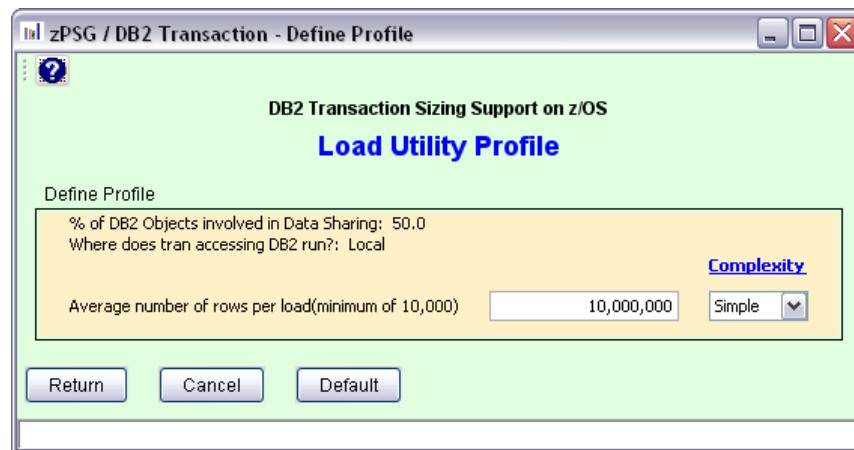 zPSG / DB2 Transaction - Define Profile
?
DB2 Transaction Sizing Support on z/OS
Load Utility Profile
Define Profile
% of DB2 Objects involved in Data Sharing: 50.0
Where does tran accessing DB2 run?: Local
Complexity
Average number of rows per load(minimum of 10,000) 10,000,000 Simple
Return Cancel Default